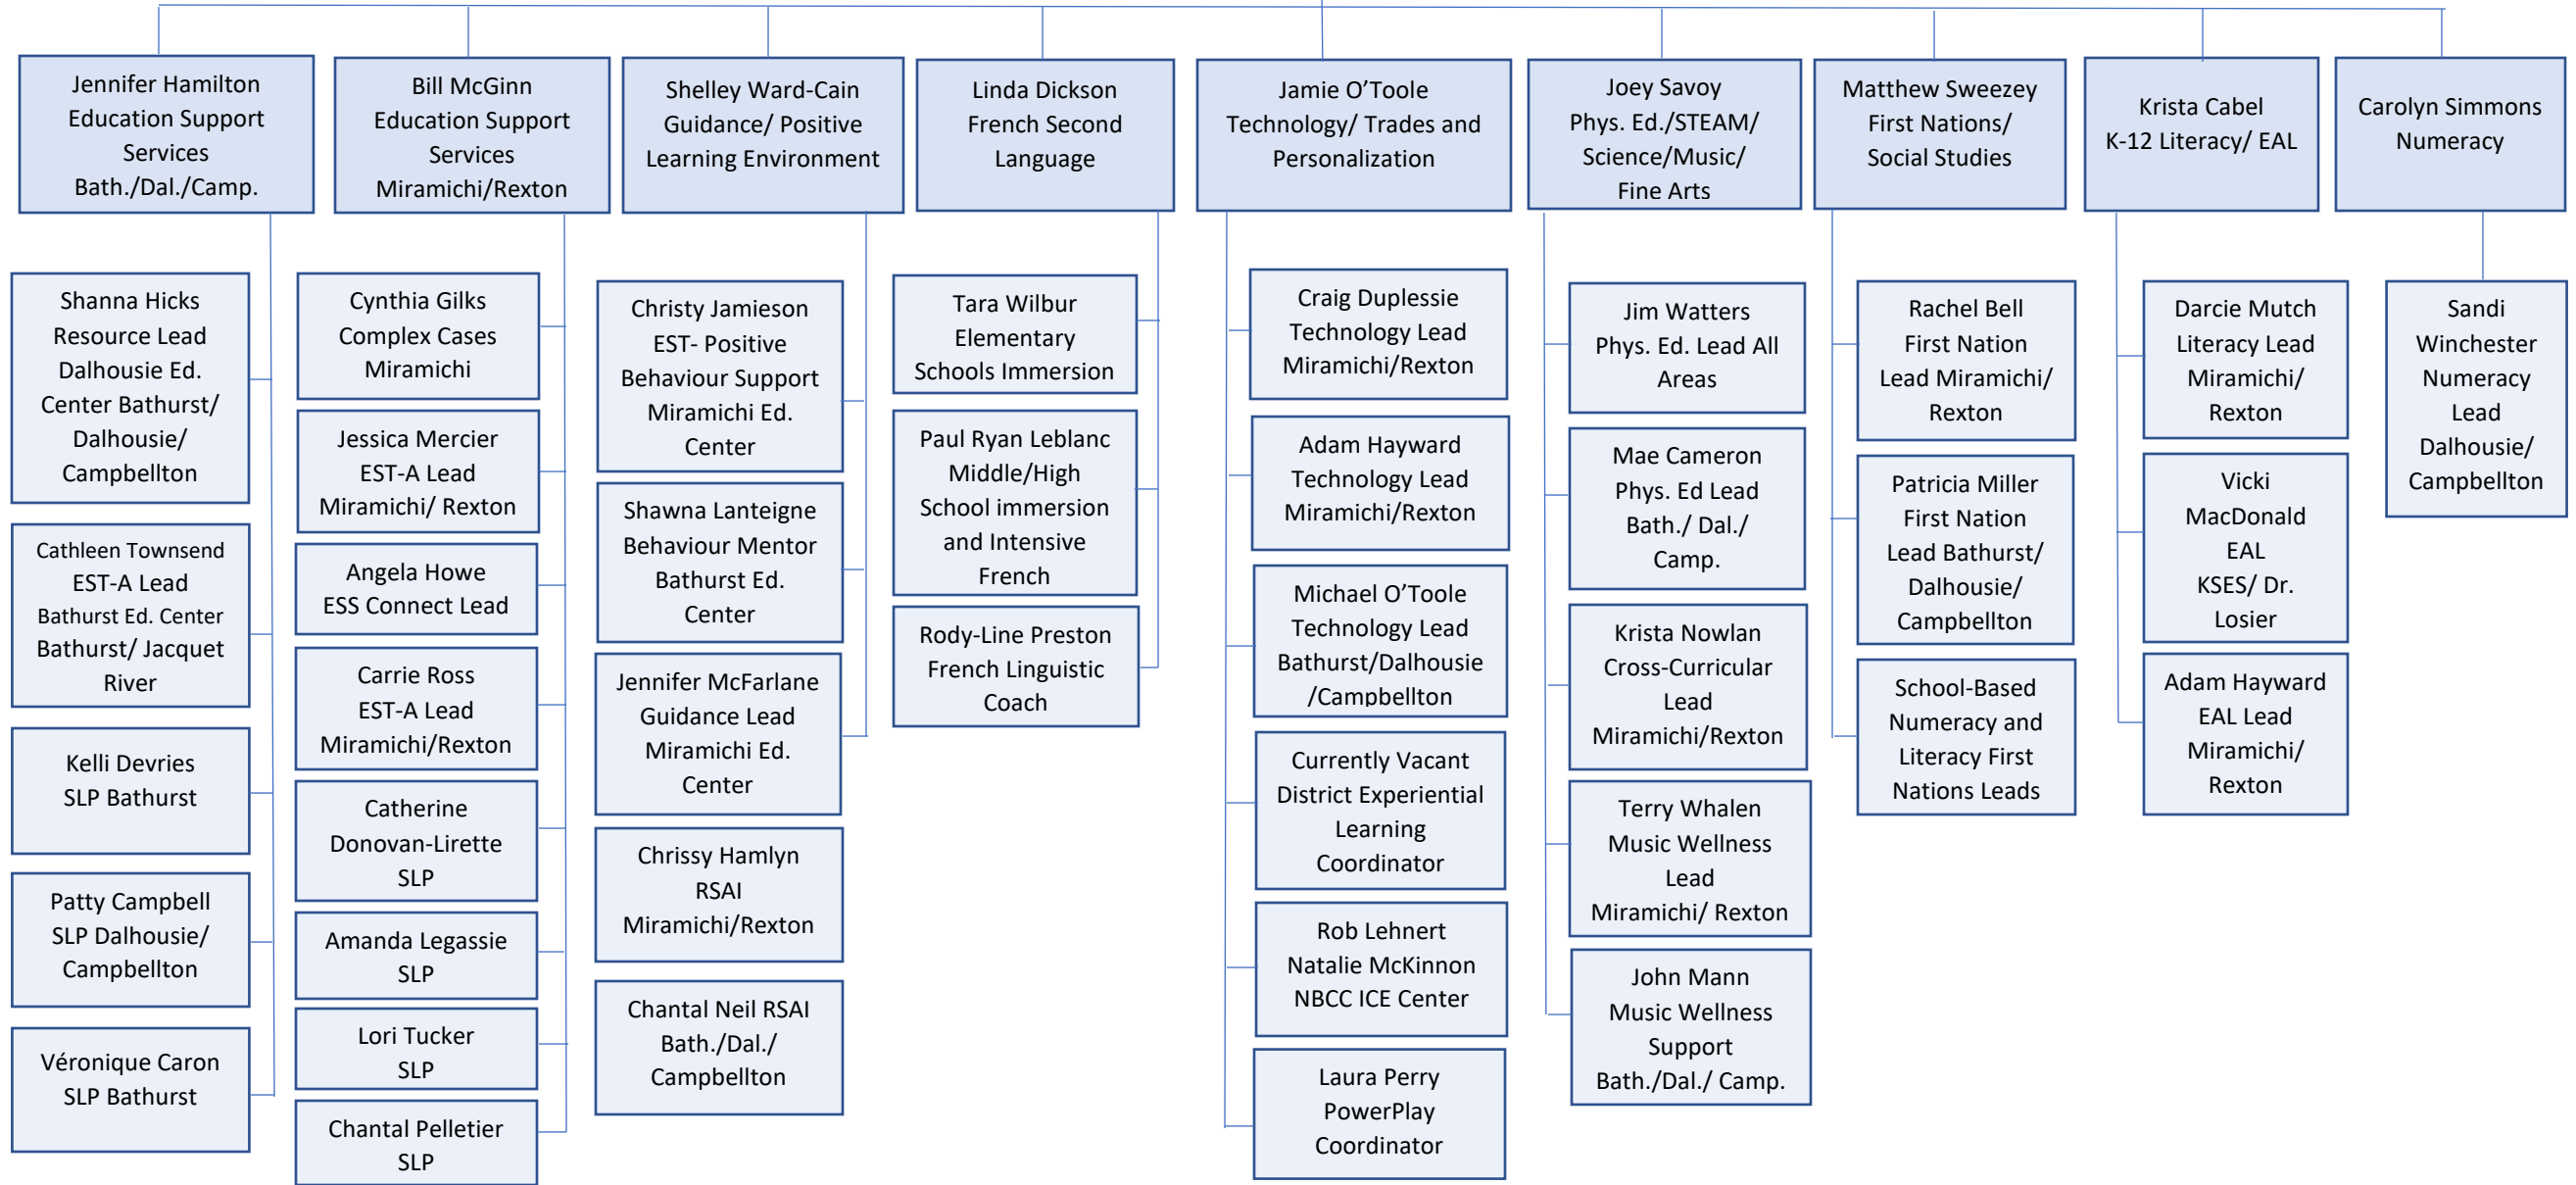 Jennifer Hamilton
Education Support
Services
Bath./Dal./Camp.
Bill McGinn
Education Support
Services
Miramichi/Rexton
Shelley Ward-Cain
Guidance/ Positive
Learning Environment
Linda Dickson
French Second
Language
Jamie O’Toole
Technology/ Trades and
Personalization
Joey Savoy
Phys. Ed./STEAM/
Science/Music/
Fine Arts
Matthew Sweezey
First Nations/
Social Studies
Krista Cabel
K-12 Literacy/ EAL
Carolyn Simmons
Numeracy
Shanna Hicks
Resource Lead
Dalhousie Ed.
Center Bathurst/
Dalhousie/
Campbellton
Cathleen Townsend
EST-A Lead
Bathurst Ed. Center
Bathurst/ Jacquet
River
Kelli Devries
SLP Bathurst
Patty Campbell
SLP Dalhousie/
Campbellton
Véronique Caron
SLP Bathurst
Cynthia Gilks
Complex Cases
Miramichi
Jessica Mercier
EST-A Lead
Miramichi/ Rexton
Angela Howe
ESS Connect Lead
Carrie Ross
EST-A Lead
Miramichi/Rexton
Catherine
Donovan-Lirette
SLP
Amanda Legassie
SLP
Lori Tucker
SLP
Chantal Pelletier
SLP
Christy Jamieson
EST- Positive
Behaviour Support
Miramichi Ed.
Center
Shawna Lanteigne
Behaviour Mentor
Bathurst Ed.
Center
Jennifer McFarlane
Guidance Lead
Miramichi Ed.
Center
Chrissy Hamlyn
RSAI
Miramichi/Rexton
Chantal Neil RSAI
Bath./Dal./
Campbellton
Tara Wilbur
Elementary
Schools Immersion
Paul Ryan Leblanc
Middle/High
School immersion
and Intensive
French
Rody-Line Preston
French Linguistic
Coach
Craig Duplessie
Technology Lead
Miramichi/Rexton
Adam Hayward
Technology Lead
Miramichi/Rexton
Michael O’Toole
Technology Lead
Bathurst/Dalhousie
/Campbellton
Currently Vacant
District Experiential
Learning
Coordinator
Rob Lehnert
Natalie McKinnon
NBCC ICE Center
Laura Perry
PowerPlay
Coordinator
Jim Watters
Phys. Ed. Lead All
Areas
Mae Cameron
Phys. Ed Lead
Bath./ Dal./
Camp.
Krista Nowlan
Cross-Curricular
Lead
Miramichi/Rexton
Terry Whalen
Music Wellness
Lead
Miramichi/ Rexton
John Mann
Music Wellness
Support
Bath./Dal./ Camp.
Rachel Bell
First Nation
Lead Miramichi/
Rexton
Patricia Miller
First Nation
Lead Bathurst/
Dalhousie/
Campbellton
School-Based
Numeracy and
Literacy First
Nations Leads
Darcie Mutch
Literacy Lead
Miramichi/
Rexton
Vicki
MacDonald
EAL
KSES/ Dr.
Losier
Adam Hayward
EAL Lead
Miramichi/
Rexton
Sandi
Winchester
Numeracy
Lead
Dalhousie/
Campbellton